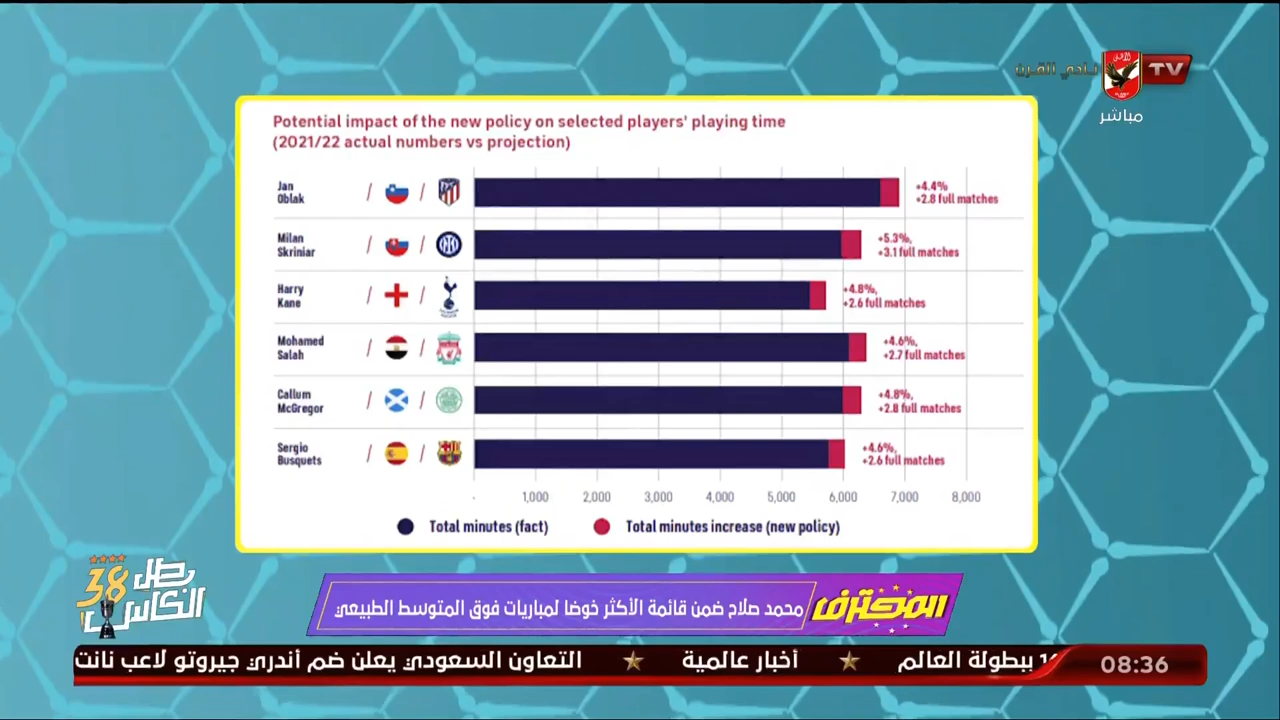 نادي القرن
TV
مباشر
Potential impact of the new policy on selected players' playing time
(2021/22 actual numbers vs projection)
Jan
Oblak
+4.4%
+2.8 full matches
Milan
Skriniar
+5.3%,
+3.1 full matches
Harry
Kane
+4.8%,
+2.6 full matches
Mohamed
Salah
+4.6%,
+2.7 full matches
Callum
McGregor
+4.8%,
+2.8 full matches
Sergio
Busquets
+4.6%,
+2.6 full matches
- 1,000 2,000 3,000 4,000 5,000 6,000 7,000 8,000
Total minutes (fact) Total minutes increase (new policy)
بطل
الكاس
38
المحترف
محمد صلاح ضمن قائمة الأكثر خوضا لمباريات فوق المتوسط الطبيعي
ببطولة العالم ★ أخبار عالمية ★ التعاون السعودي يعلن ضم أندري جيروتو لاعب نانت
08:36